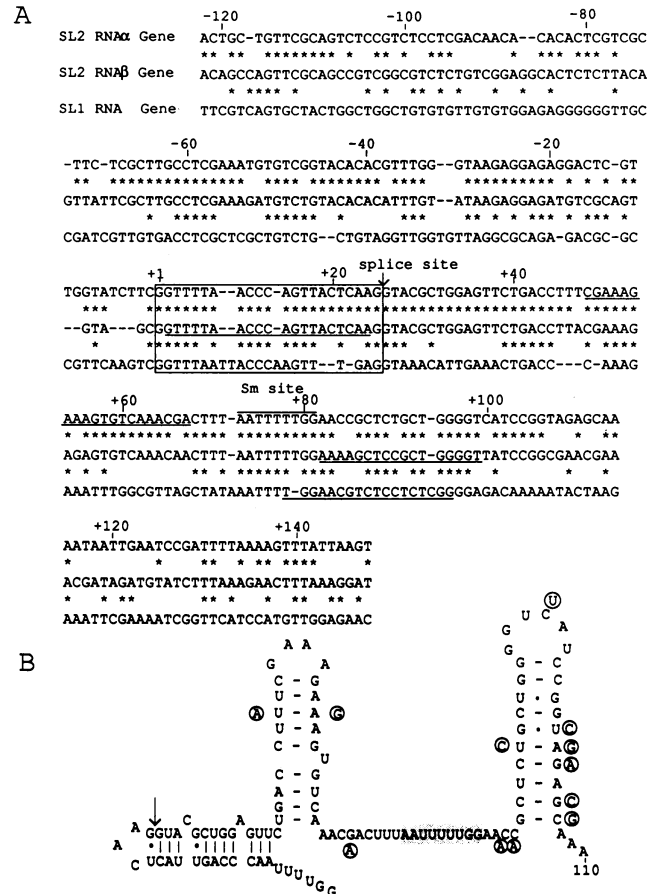 A
-120 -100 -80
SL2 RNAα Gene ACTGC-TGTTCGCAGTCTCCGTCTCCTCGACAACA--CACACTCGTCGC
SL2 RNAβ Gene ACAGCCAGTTCGCAGCCGTCGGCGTCTCTGTCGGAGGCACTCTCTTACA
SL1 RNA Gene TTCGTCAGTGCTACTGGCTGGCTGTGTGTTGTGTGGAGAGGGGGGTTGC
-60 -40 -20
-TTC-TCGCTTGCCTCGAAATGTGTCGGTACACACGTTTGG--GTAAGAGGAGAGGACTC-GT
GTTATTCGCTTGCCTCGAAAGATGTCTGTACACACATTTGT--ATAAGAGGAGATGTCGCAGT
CGATCGTTGTGACCTCGCTCGCTGTCTG--CTGTAGGTTGGTGTTAGGCGCAGA-GACGC-GC
splice site
+1 +20 +40
TGGTATCTTCGGTTTTA--ACCC-AGTTACTCAAGGTACGCTGGAGTTCTGACCTTTCGAAAG
--GTA---GCGGTTTTA--ACCC-AGTTACTCAAGGTACGCTGGAGTTCTGACCTTACGAAAG
CGTTCAAGTCGGTTTAATTACCCAAGTT-T-GAGGTAAACATTGAAACTGACC---C-AAAG
Sm site
+60 +80 +100
AAAGTGTCAAACGACTTT-AATTTTTGGAACCGCTCTGCT-GGGGTCATCCGGTAGAGCAA
AGAGTGTCAAACAACTTT-AATTTTTGGAAAAGCTCCGCT-GGGGTTATCCGGCGAACGAA
AAATTTGGCGTTAGCTATAAATTTT-GGAACGTCTCCTCTCGGGGAGACAAAAATACTAAG
+120 +140
AATAATTGAATCCGATTTTAAAAGTTTATTAAGT
ACGATAGATGTATCTTTAAAGAACTTTAAAGGAT
AAATTCGAAAATCGGTTCATCCATGTTGGAGAAC
B
AACGACUUUAAUUUUUGGAACC
110